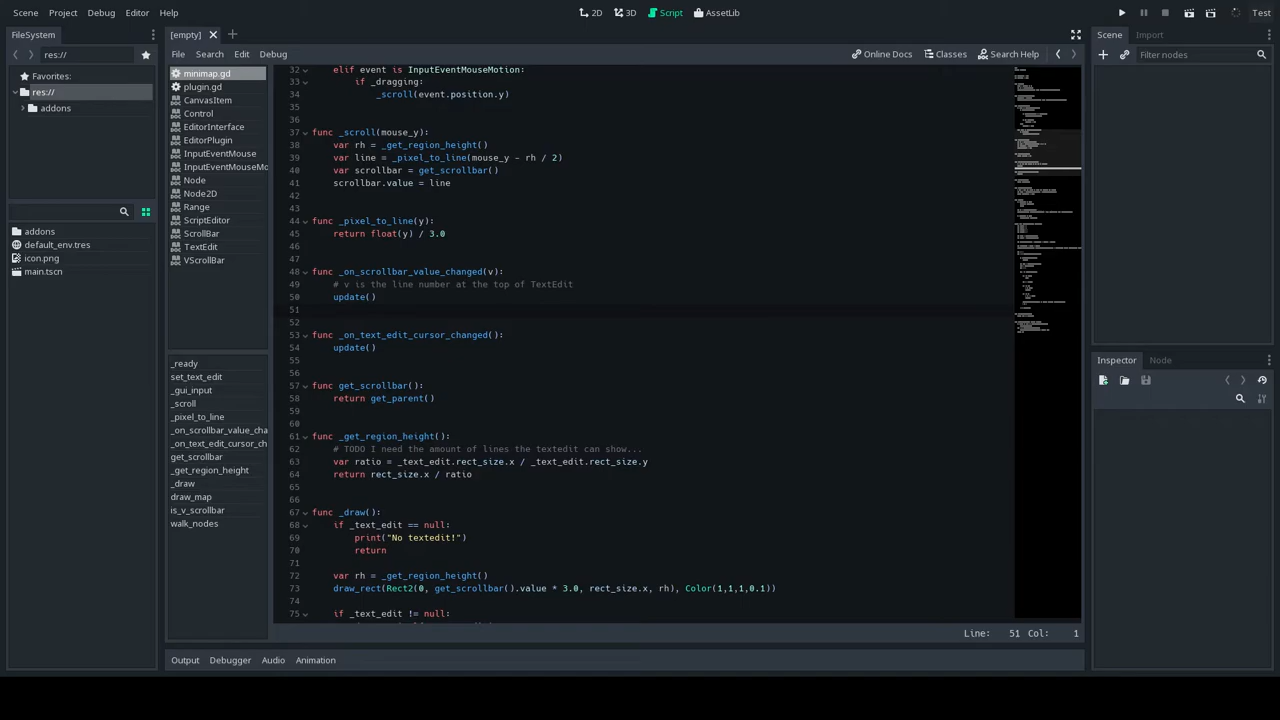 Scene Project Debug Editor Help 2D 3D Script AssetLib Test
FileSystem
res://
Favorites:
res://
addons
addons
default_env.tres
icon.png
main.tscn
[empty]
File Search Edit Debug Online Docs Classes Search Help
minimap.gd
plugin.gd
CanvasItem
Control
EditorInterface
EditorPlugin
InputEventMouse
InputEventMouseMo
Node
Node2D
Range
ScriptEditor
ScrollBar
TextEdit
VScrollBar
_ready
set_text_edit
_gui_input
_scroll
_pixel_to_line
_on_scrollbar_value_cha
_on_text_edit_cursor_ch
get_scrollbar
_get_region_height
_draw
draw_map
is_v_scrollbar
walk_nodes
32 elif event is InputEventMouseMotion:
33 if _dragging:
34 _scroll(event.position.y)
35
36
37 func _scroll(mouse_y):
38 var rh = _get_region_height()
39 var line = _pixel_to_line(mouse_y - rh / 2)
40 var scrollbar = get_scrollbar()
41 scrollbar.value = line
42
43
44 func _pixel_to_line(y):
45 return float(y) / 3.0
46
47
48 func _on_scrollbar_value_changed(v):
49 # v is the line number at the top of TextEdit
50 update()
51
52
53 func _on_text_edit_cursor_changed():
54 update()
55
56
57 func get_scrollbar():
58 return get_parent()
59
60
61 func _get_region_height():
62 # TODO I need the amount of lines the textedit can show...
63 var ratio = _text_edit.rect_size.x / _text_edit.rect_size.y
64 return rect_size.x / ratio
65
66
67 func _draw():
68 if _text_edit == null:
69 print("No textedit!")
70 return
71
72 var rh = _get_region_height()
73 draw_rect(Rect2(0, get_scrollbar().value * 3.0, rect_size.x, rh), Color(1,1,1,0.1))
74
75 if _text_edit != null:
Line: 51 Col: 1
Output Debugger Audio Animation
Scene Import
Filter nodes
Inspector Node